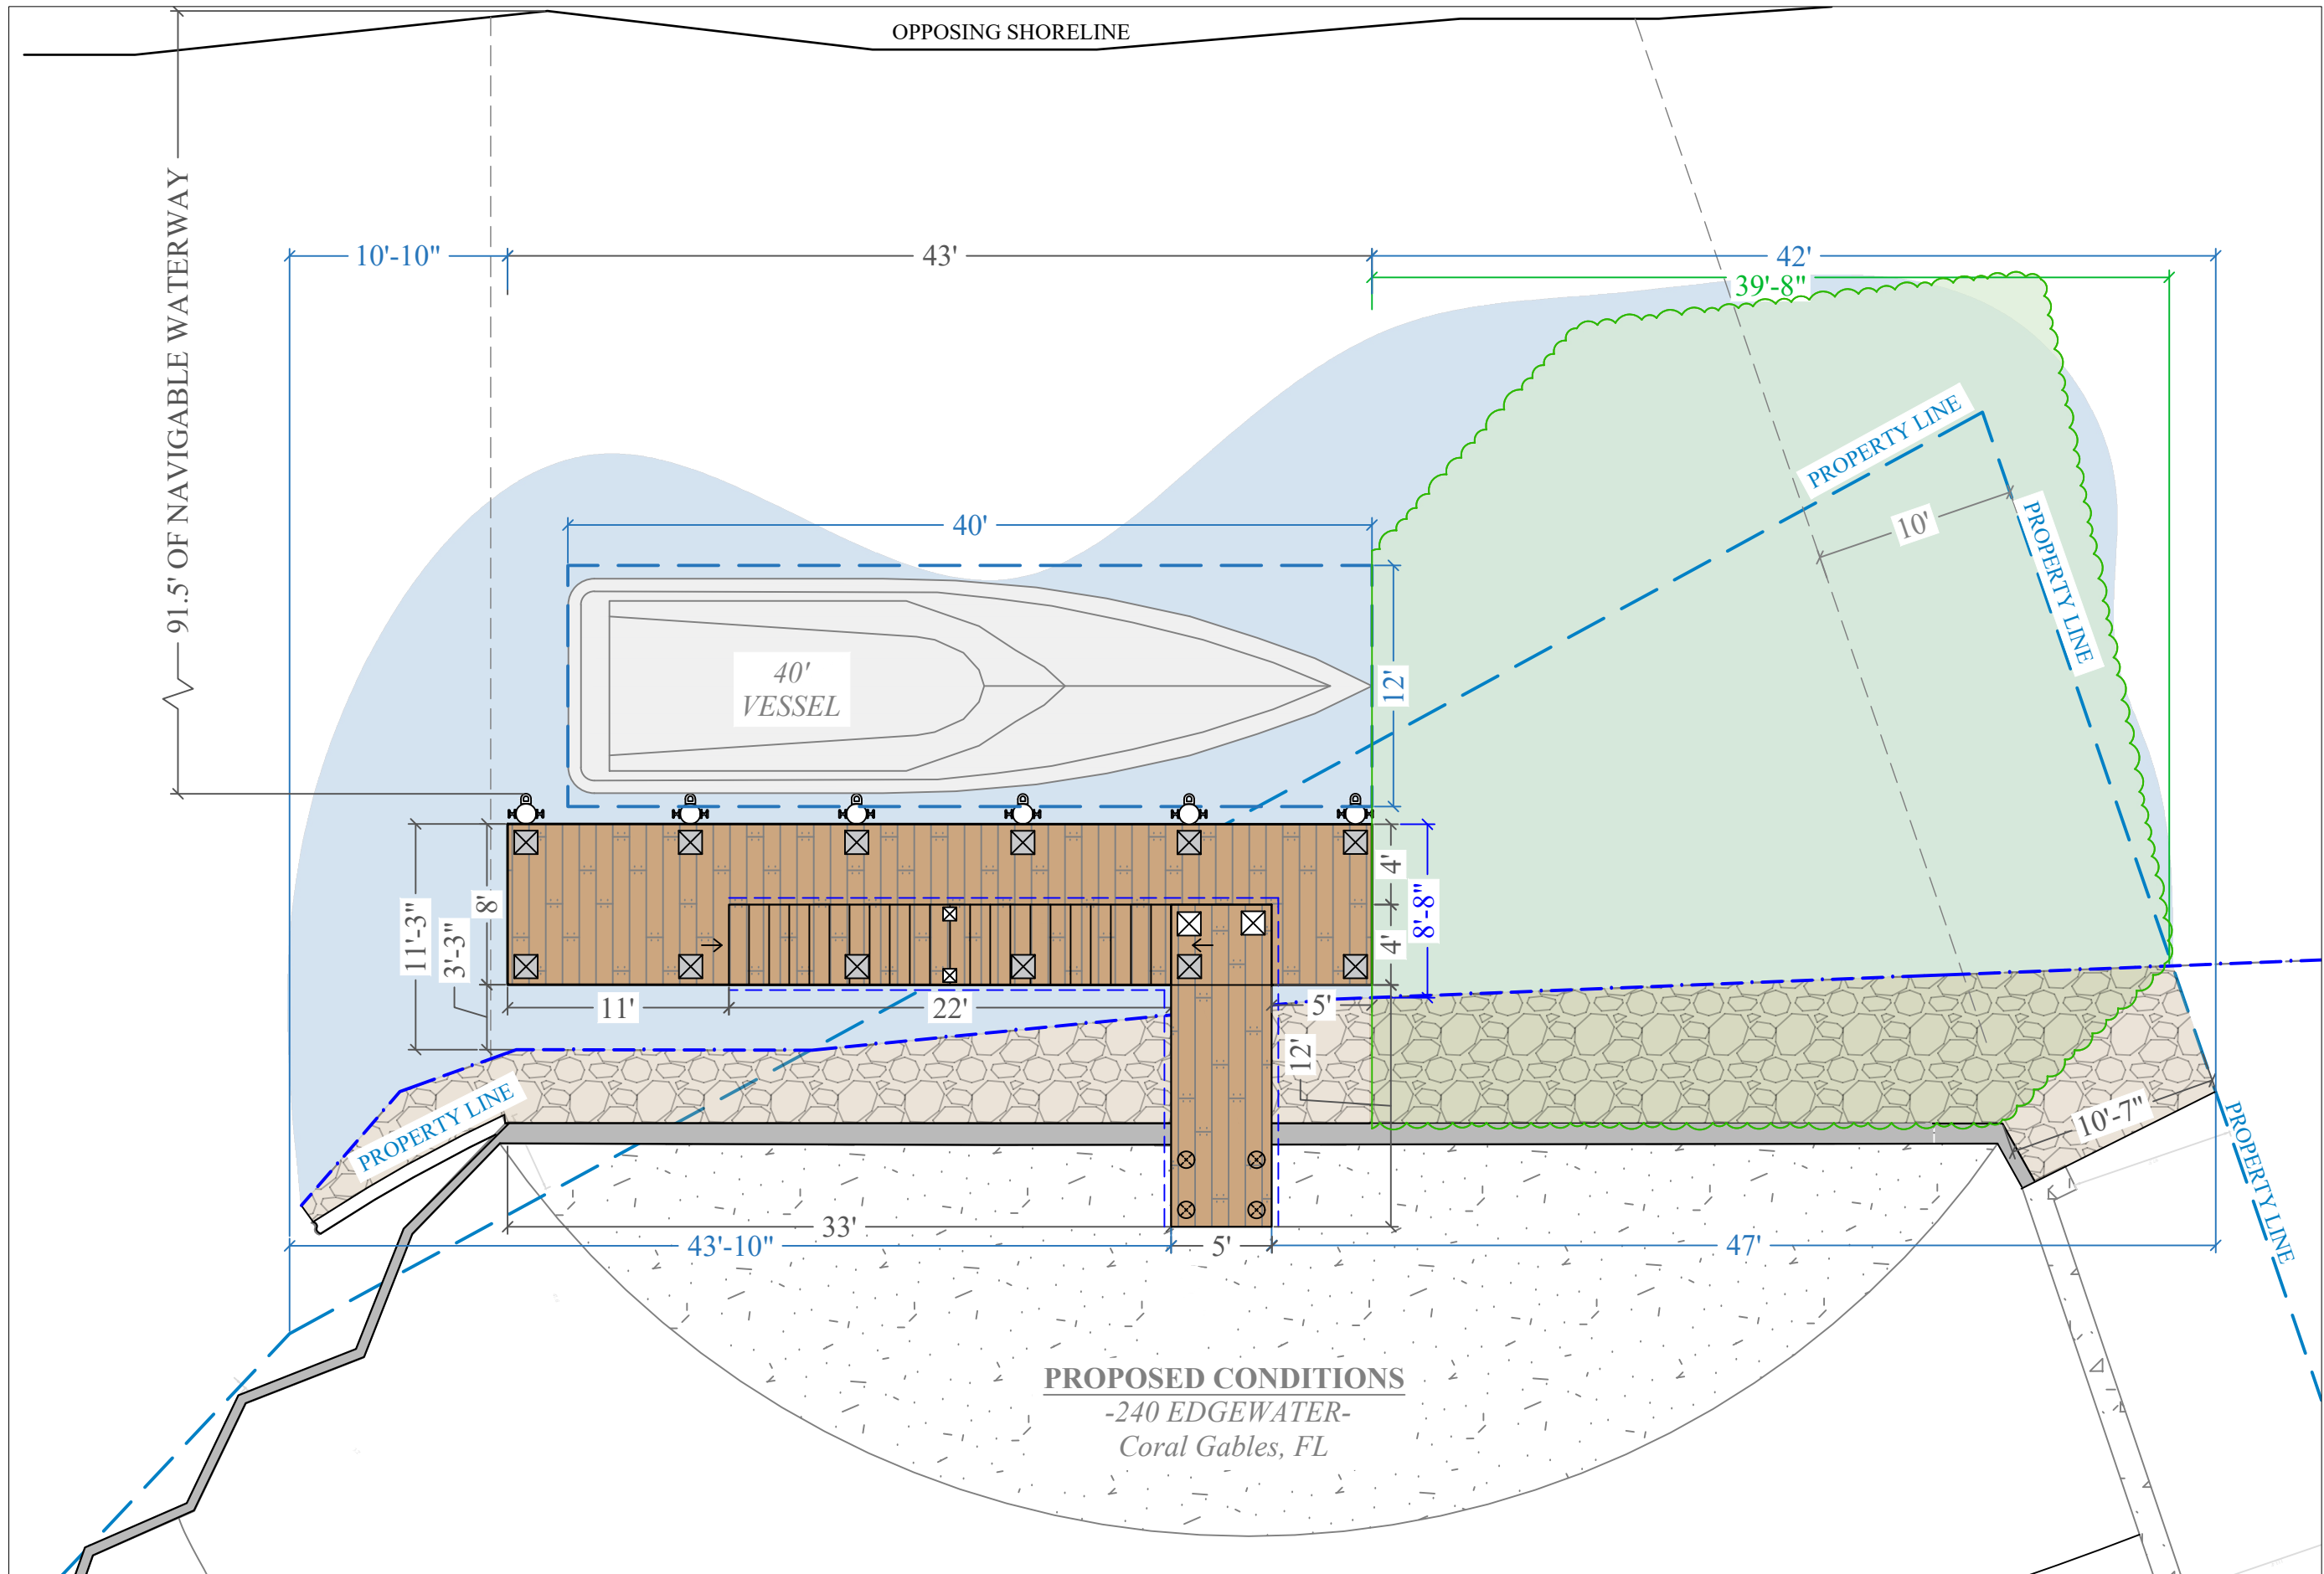 OPPOSING SHORELINE
91.5' OF NAVIGABLE WATERWAY
10'-10"
43'
42'
39'-8"
PROPERTY LINE
10'
PROPERTY LINE
40'
40'
VESSEL
12'
4'
8'-8"
4'
8'
11'-3"
3'-3"
11'
22'
5'
12'
PROPERTY LINE
10'-7"
PROPERTY LINE
33'
43'-10"
5'
47'
PROPOSED CONDITIONS
-240 EDGEWATER-
Coral Gables, FL